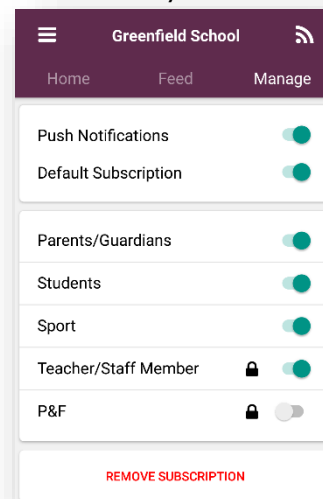 Greenfield School
Home Feed Manage
Push Notifications
Default Subscription
Parents/Guardians
Students
Sport
Teacher/Staff Member
P&F
REMOVE SUBSCRIPTION